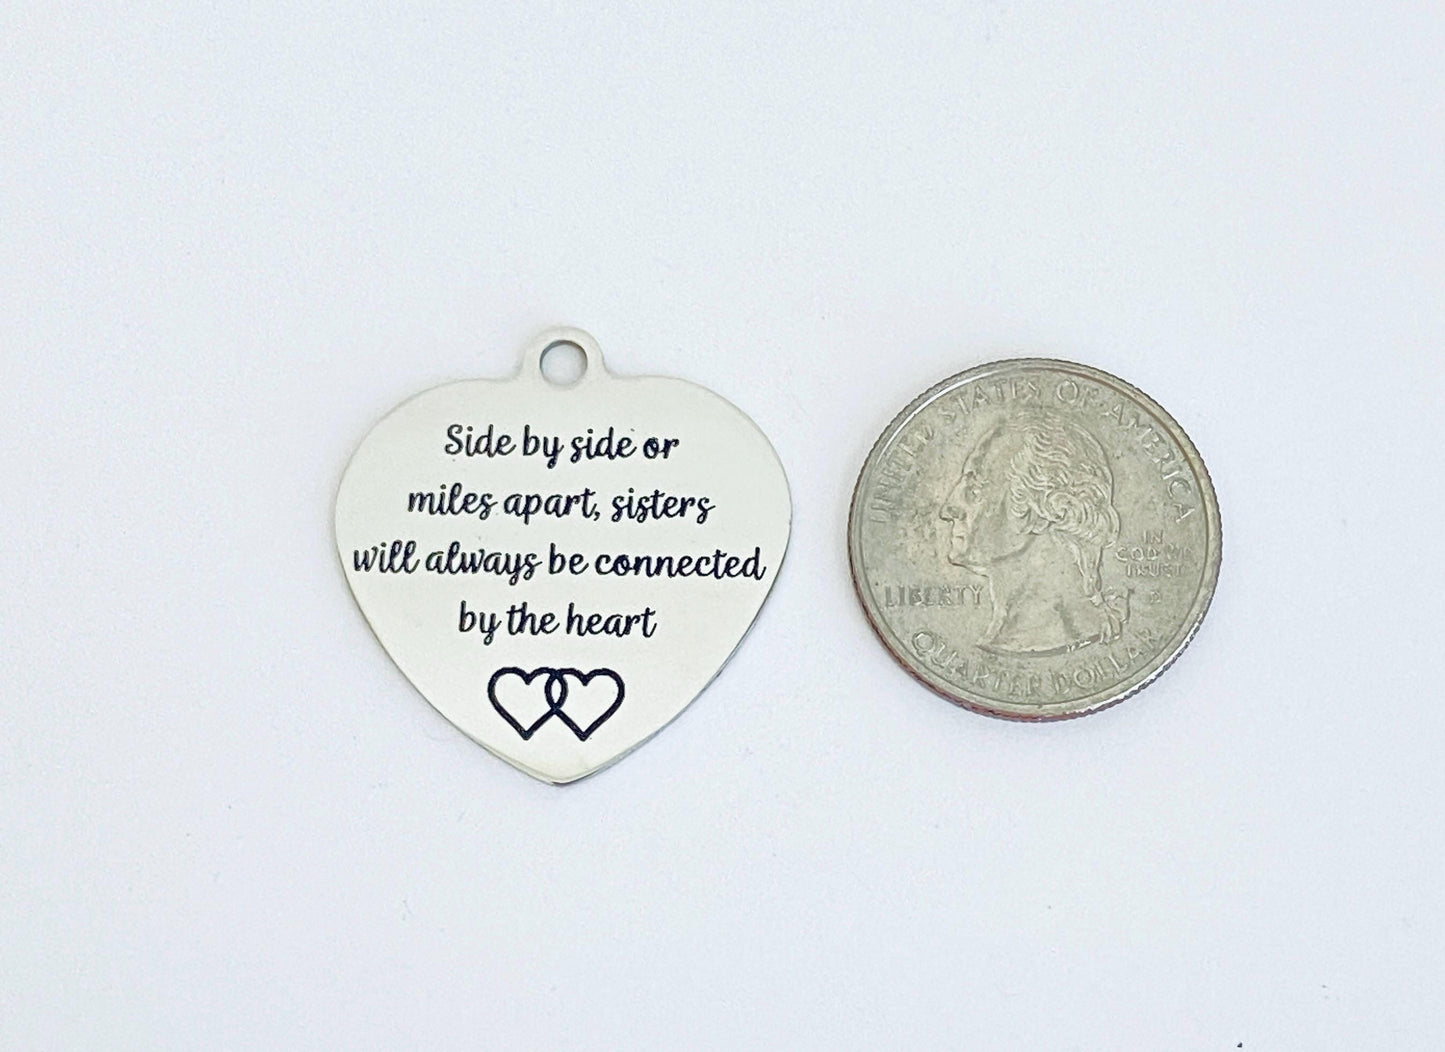 Side by side or
miles apart, sisters
will always be connected
by the heart
UNITED STATES OF AMERICA
LIBERTY
IN
GOD WE
TRUST
QUARTER DOLLAR